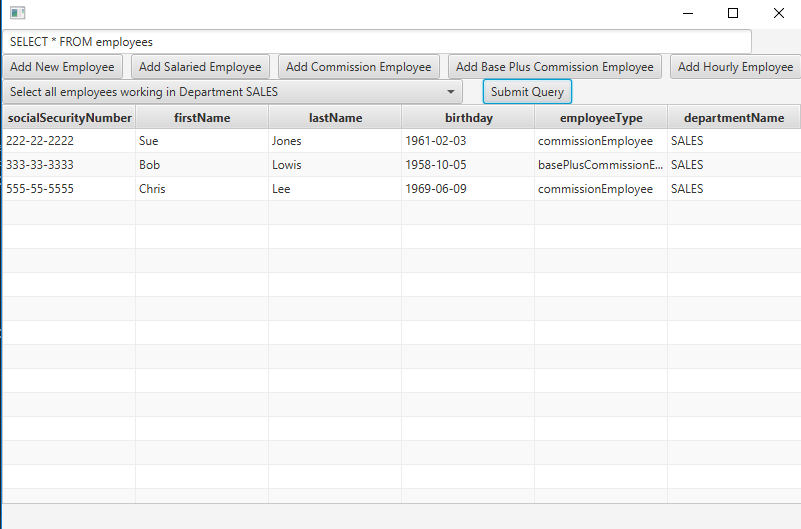 SELECT * FROM employees
Add New Employee Add Salaried Employee Add Commission Employee Add Base Plus Commission Employee Add Hourly Employee
Select all employees working in Department SALES Submit Query
socialSecurityNumber firstName lastName birthday employeeType departmentName
222-22-2222 Sue Jones 1961-02-03 commissionEmployee SALES
333-33-3333 Bob Lowis 1958-10-05 basePlusCommissionE... SALES
555-55-5555 Chris Lee 1969-06-09 commissionEmployee SALES